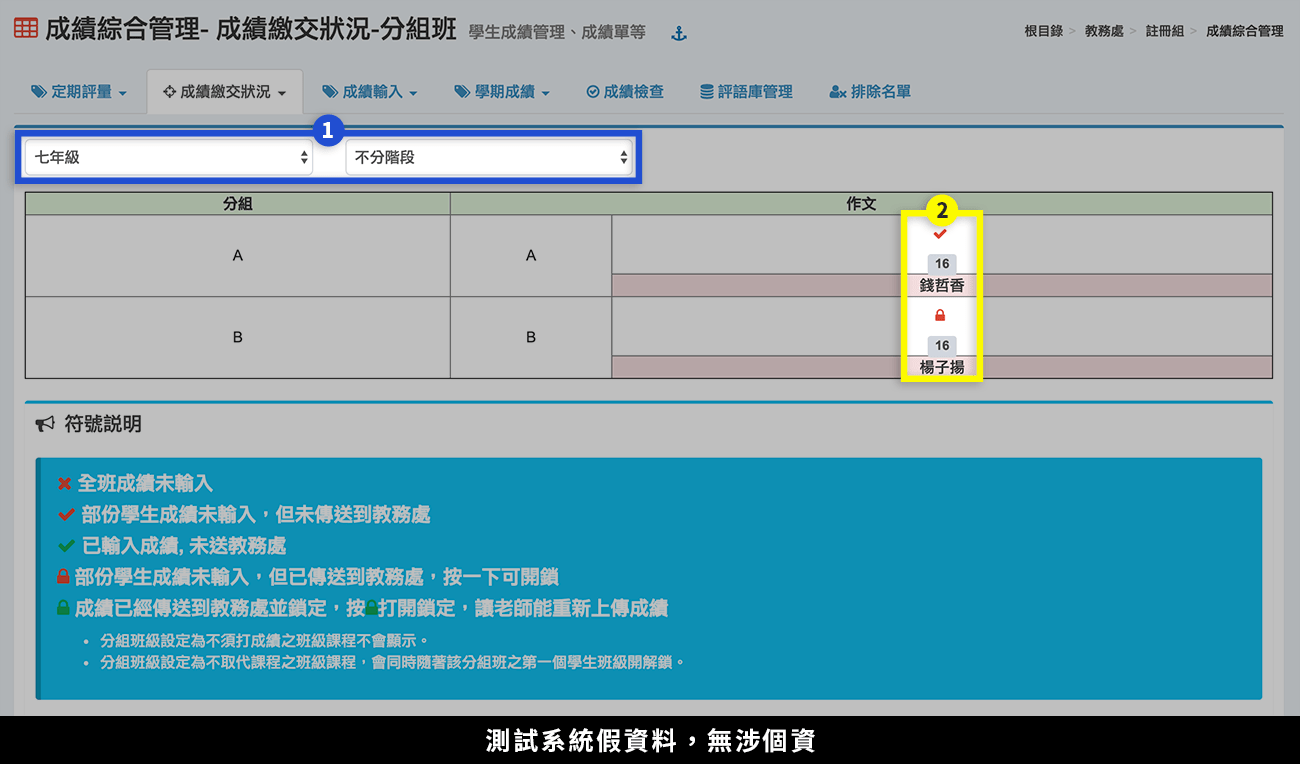 成績綜合管理- 成績繳交狀況-分組班 學生成績管理、成績單等
根目錄 > 教務處 > 註冊組 > 成績綜合管理
定期評量 成績繳交狀況 成績輸入 學期成績 成績檢查 評語庫管理 排除名單
1
七年級 不分階段
分組 作文
2
A A
16
錢哲香
B B
16
楊子揚
符號説明
全班成績未輸入
部份學生成績未輸入，但未傳送到教務處
已輸入成績, 未送教務處
部份學生成績未輸入，但已傳送到教務處，按一下可開鎖
成績已經傳送到教務處並鎖定，按打開鎖定，讓老師能重新上傳成績
• 分組班級設定為不須打成績之班級課程不會顯示。
• 分組班級設定為不取代課程之班級課程，會同時隨著該分組班之第一個學生班級開解鎖。
測試系統假資料，無涉個資